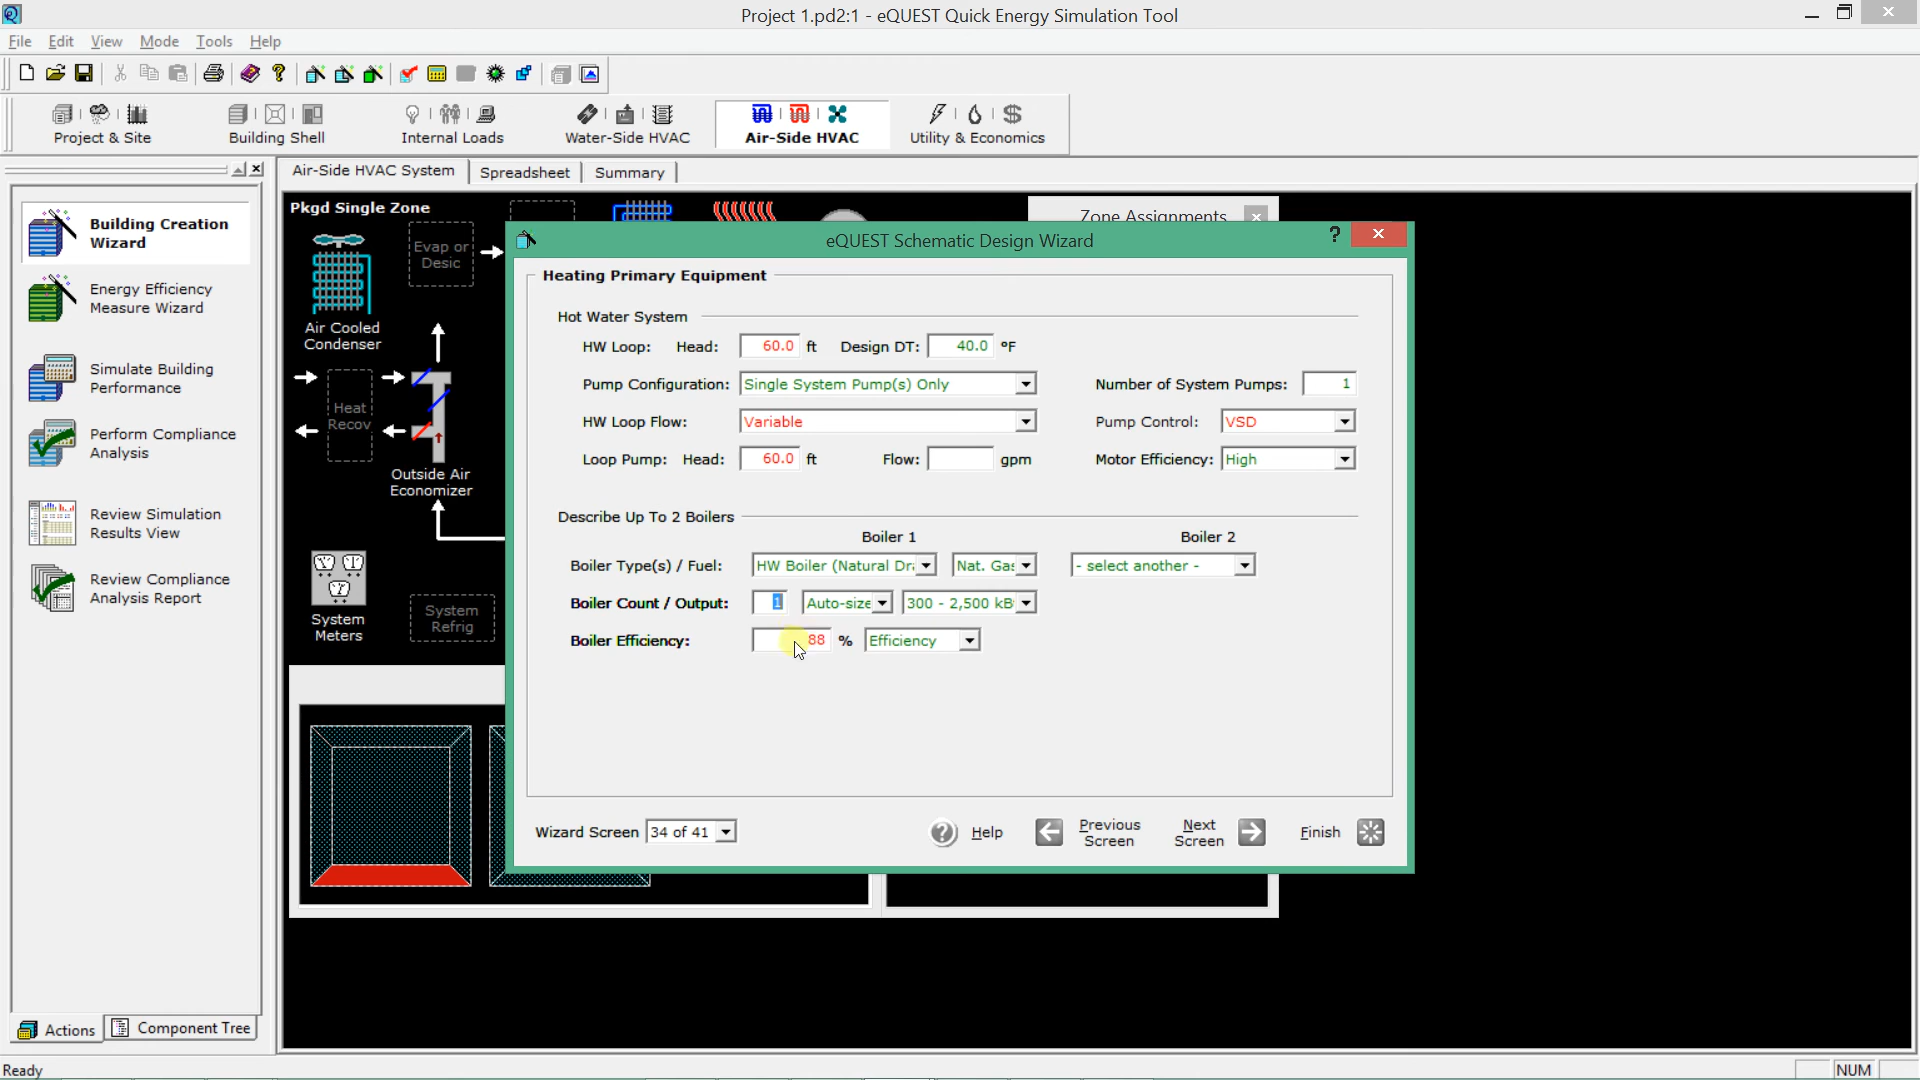 Project 1.pd2:1 - eQUEST Quick Energy Simulation Tool
File Edit View Mode Tools Help
Project & Site
Building Shell
Internal Loads
Water-Side HVAC
Air-Side HVAC
Utility & Economics
Air-Side HVAC System
Spreadsheet
Summary
Building Creation
Wizard
Energy Efficiency
Measure Wizard
Simulate Building
Performance
Perform Compliance
Analysis
Review Simulation
Results View
Review Compliance
Analysis Report
Actions
Component Tree
Pkgd Single Zone
Evap or
Desic
Air Cooled
Condenser
Heat
Recov
Outside Air
Economizer
System
Meters
System
Refrig
Zone Assignments
eQUEST Schematic Design Wizard
Heating Primary Equipment
Hot Water System
HW Loop: Head: 60.0 ft Design DT: 40.0 °F
Pump Configuration: Single System Pump(s) Only Number of System Pumps: 1
HW Loop Flow: Variable Pump Control: VSD
Loop Pump: Head: 60.0 ft Flow: gpm Motor Efficiency: High
Describe Up To 2 Boilers
Boiler 1 Boiler 2
Boiler Type(s) / Fuel: HW Boiler (Natural Dr Nat. Gas - select another -
Boiler Count / Output: 1 Auto-size 300 - 2,500 kB
Boiler Efficiency: 88 % Efficiency
Wizard Screen 34 of 41
Help
Previous
Screen
Next
Screen
Finish
Ready
NUM